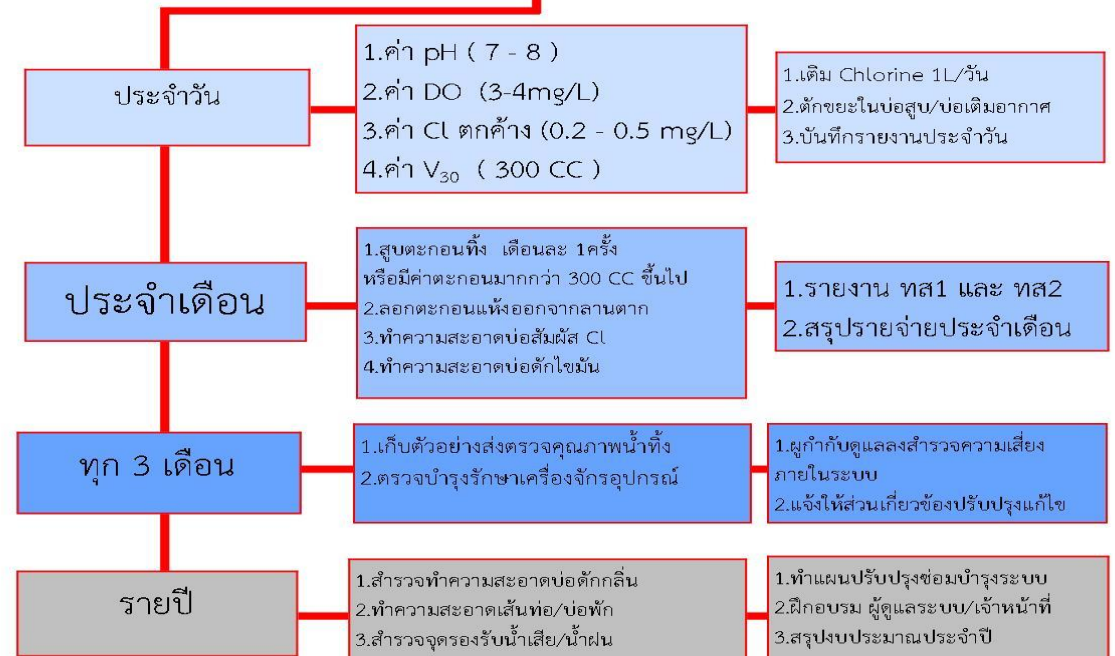 ประจำวัน
1.ค่า pH ( 7 - 8 )
2.ค่า DO (3-4mg/L)
3.ค่า Cl ตกค้าง (0.2 - 0.5 mg/L)
4.ค่า V₃₀ ( 300 CC )
1.เติม Chlorine 1L/วัน
2.ตักขยะในบ่อสูบ/บ่อเติมอากาศ
3.บันทึกรายงานประจำวัน
ประจำเดือน
1.สูบตะกอนทิ้ง เดือนละ 1ครั้ง
หรือมีค่าตะกอนมากกว่า 300 CC ขึ้นไป
2.ลอกตะกอนแห้งออกจากลานตาก
3.ทำความสะอาดบ่อสัมผัส Cl
4.ทำความสะอาดบ่อดักไขมัน
1.รายงาน ทส1 และ ทส2
2.สรุปรายจ่ายประจำเดือน
ทุก 3 เดือน
1.เก็บตัวอย่างส่งตรวจคุณภาพน้ำทิ้ง
2.ตรวจบำรุงรักษาเครื่องจักรอุปกรณ์
1.ผู้กำกับดูแลลงสำรวจความเสี่ยง
ภายในระบบ
2.แจ้งให้ส่วนเกี่ยวข้องปรับปรุงแก้ไข
รายปี
1.สำรวจทำความสะอาดบ่อดักกลิ่น
2.ทำความสะอาดเส้นท่อ/บ่อพัก
3.สำรวจจุดรองรับน้ำเสีย/น้ำฝน
1.ทำแผนปรับปรุงซ่อมบำรุงระบบ
2.ฝึกอบรม ผู้ดูแลระบบ/เจ้าหน้าที่
3.สรุปงบประมาณประจำปี